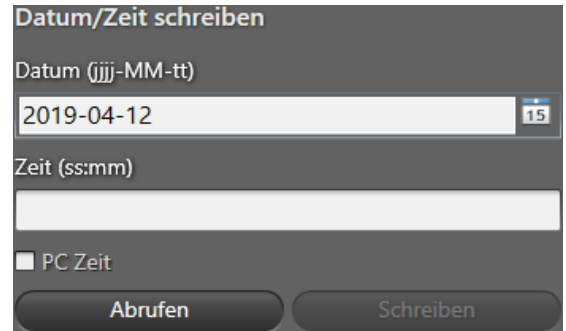 Datum/Zeit schreiben
Datum (jjjj-MM-tt)
2019-04-12
15
Zeit (ss:mm)
PC Zeit
Abrufen
Schreiben